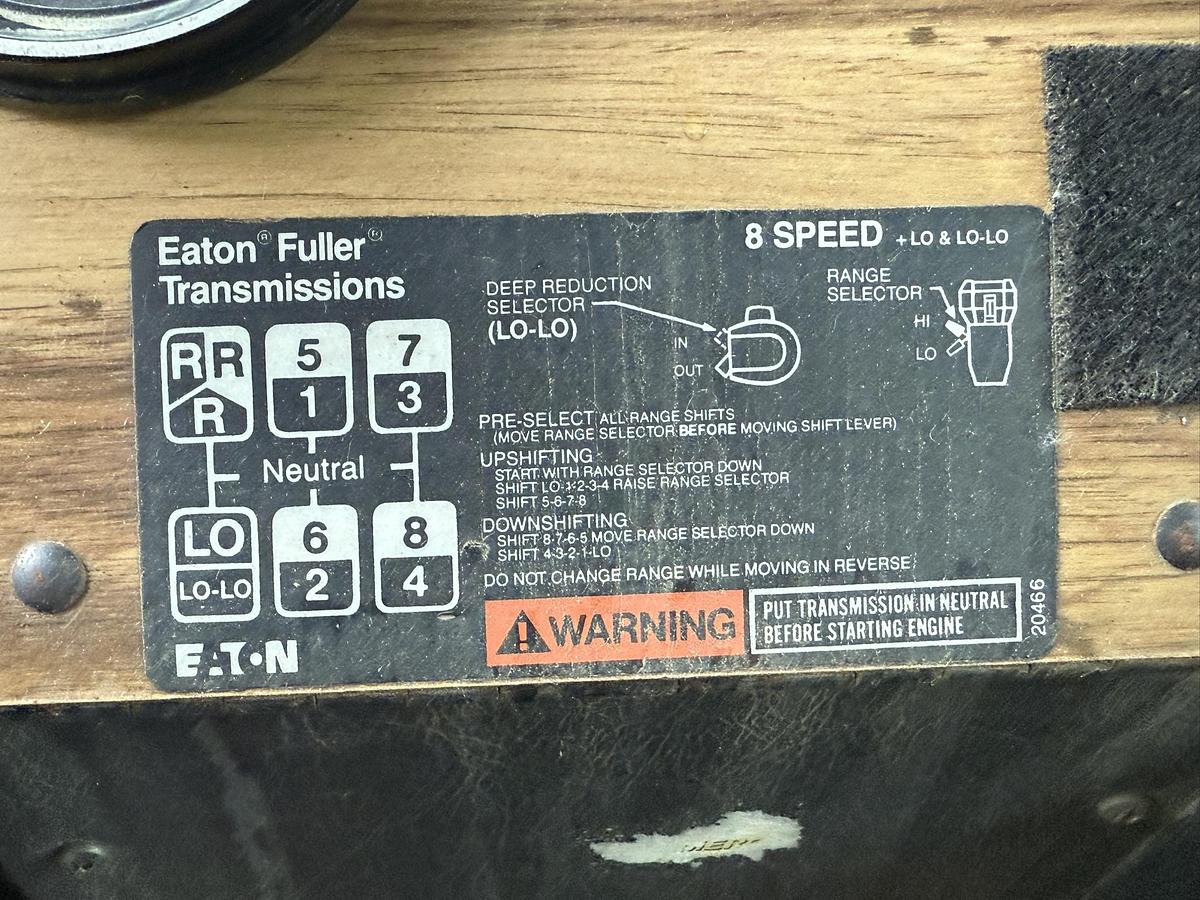 Eaton® Fuller®
Transmissions
8 SPEED +LO & LO-LO
R R
R
5
1
7
3
Neutral
LO
LO-LO
6
2
8
4
EATON
DEEP REDUCTION
SELECTOR
(LO-LO)
IN
OUT
RANGE
SELECTOR
HI
LO
PRE-SELECT ALL RANGE SHIFTS
(MOVE RANGE SELECTOR BEFORE MOVING SHIFT LEVER)
UPSHIFTING
START WITH RANGE SELECTOR DOWN
SHIFT LO-1-2-3-4 RAISE RANGE SELECTOR
SHIFT 5-6-7-8
DOWNSHIFTING
SHIFT 8-7-6-5 MOVE RANGE SELECTOR DOWN
SHIFT 4-3-2-1-LO
DO NOT CHANGE RANGE WHILE MOVING IN REVERSE
WARNING
PUT TRANSMISSION IN NEUTRAL
BEFORE STARTING ENGINE
20466